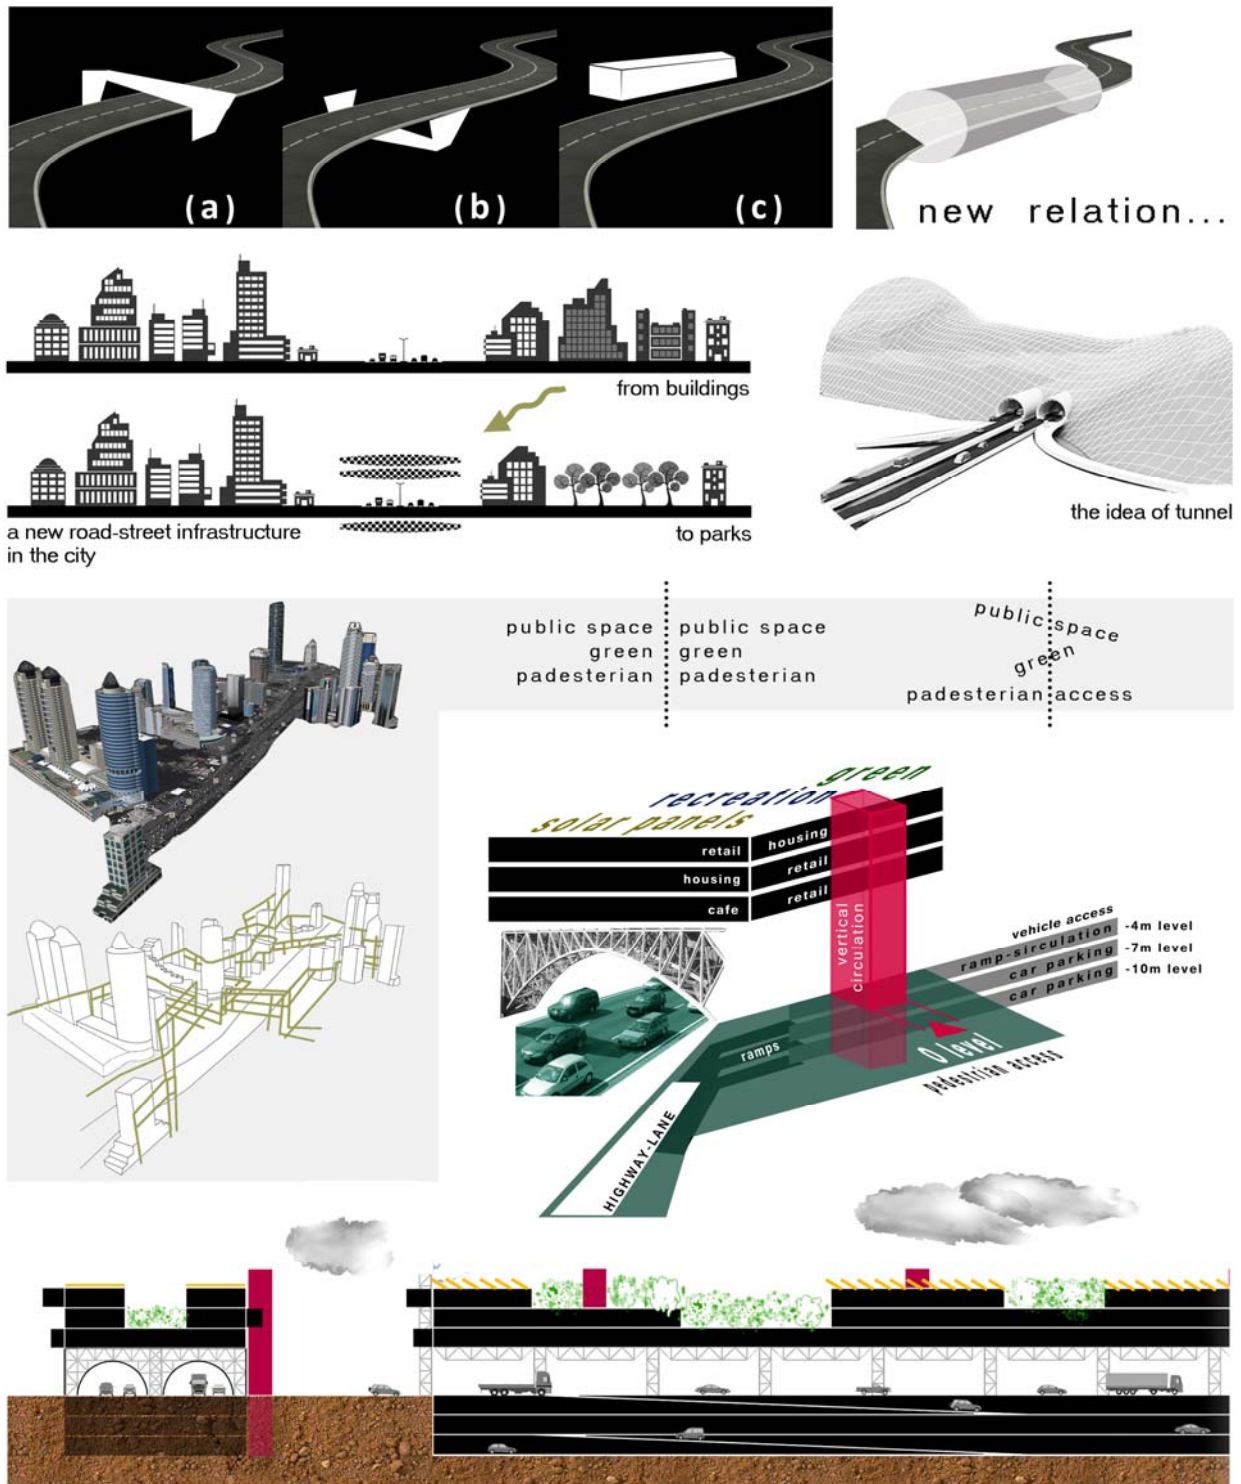 (a)
(b)
(c)
new relation...
from buildings
a new road-street infrastructure
in the city
to parks
the idea of tunnel
public space
green
padesterian
public space
green
padesterian
public space
green
padesterian access
green
recreation
solar panels
retail
housing
cafe
housing
retail
retail
vertical
circulation
vehicle access
ramp-sirculation
car parking
car parking
-4m level
-7m level
-10m level
ramps
0 level
pedestrian access
HIGHWAY-LANE